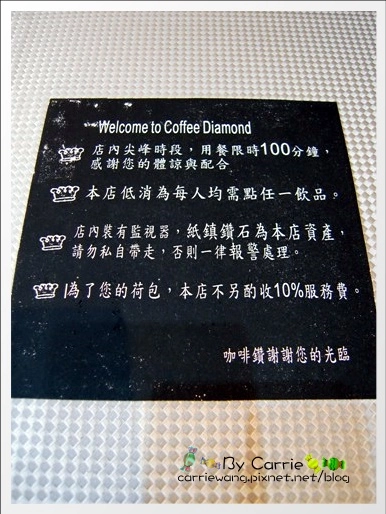 Welcome to Coffee Diamond
店內尖峰時段，用餐限時100分鐘，
感謝您的體諒與配合
本店低消為每人均需點任一飲品。
店內裝有監視器，紙鎮鑽石為本店資產，
請勿私自帶走，否則一律報警處理。
為了您的荷包，本店不另酌收10%服務費。
咖啡鑽謝謝您的光臨
By Carrie
carriewang.pixnet.net/blog